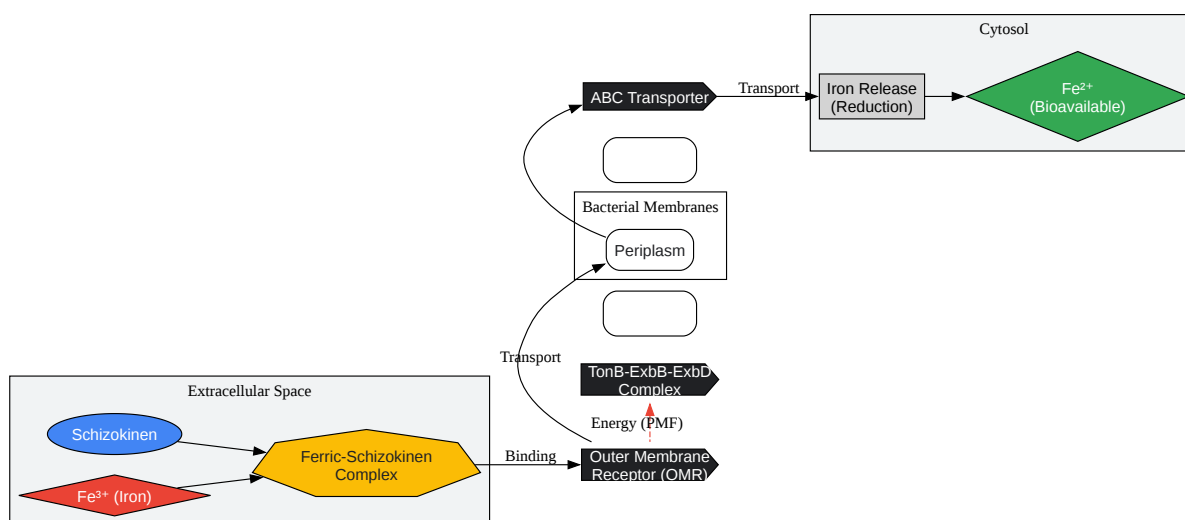 Cytosol
ABC Transporter
Transport
Iron Release
(Reduction)
Fe²⁺
(Bioavailable)
Bacterial Membranes
Periplasm
Transport
TonB-ExbB-ExbD
Complex
Energy (PMF)
Extracellular Space
Schizokinen
Fe³⁺ (Iron)
Ferric-Schizokinen
Complex
Binding
Outer Membrane
Receptor (OMR)